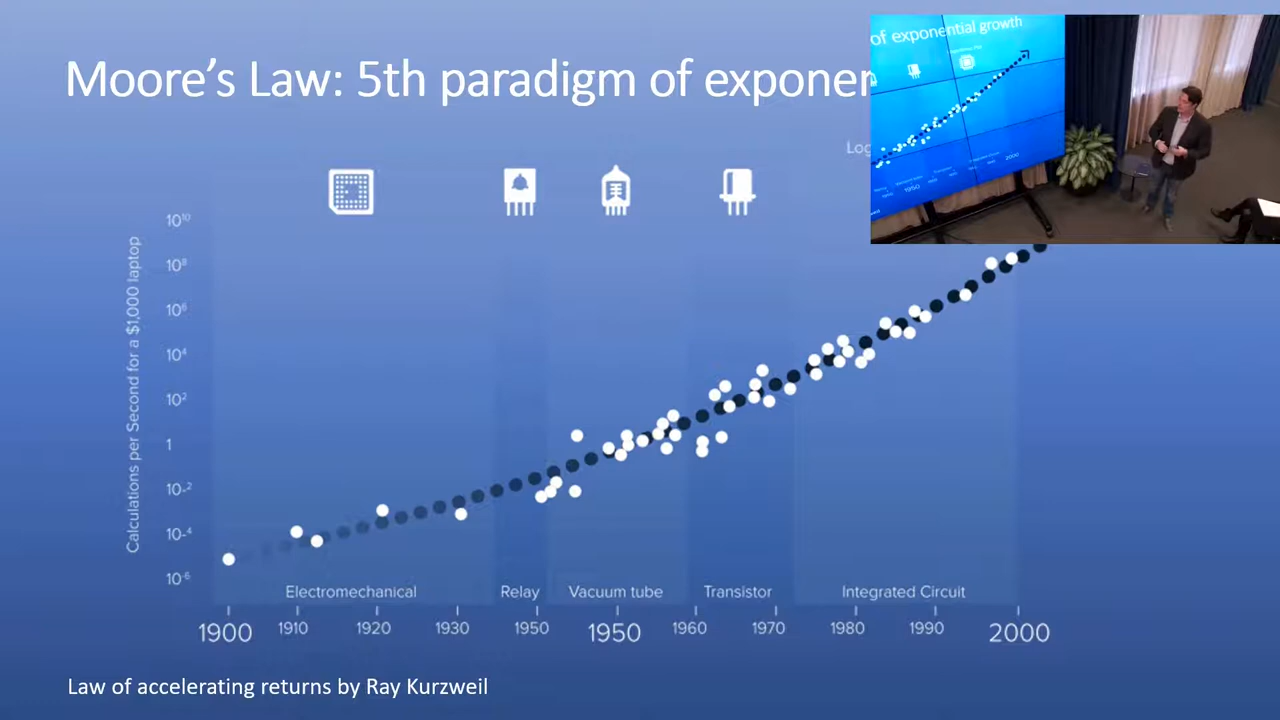 Moore's Law: 5th paradigm of exponen
of exponential growth
Log
Calculations per Second for a $1,000 laptop
10¹⁰
10⁸
10⁶
10⁴
10²
1
10-²
10-⁴
10-⁶
Electromechanical
Relay
Vacuum tube
Transistor
Integrated Circuit
1900
1910
1920
1930
1950
1950
1960
1970
1980
1990
2000
1950
2000
Law of accelerating returns by Ray Kurzweil